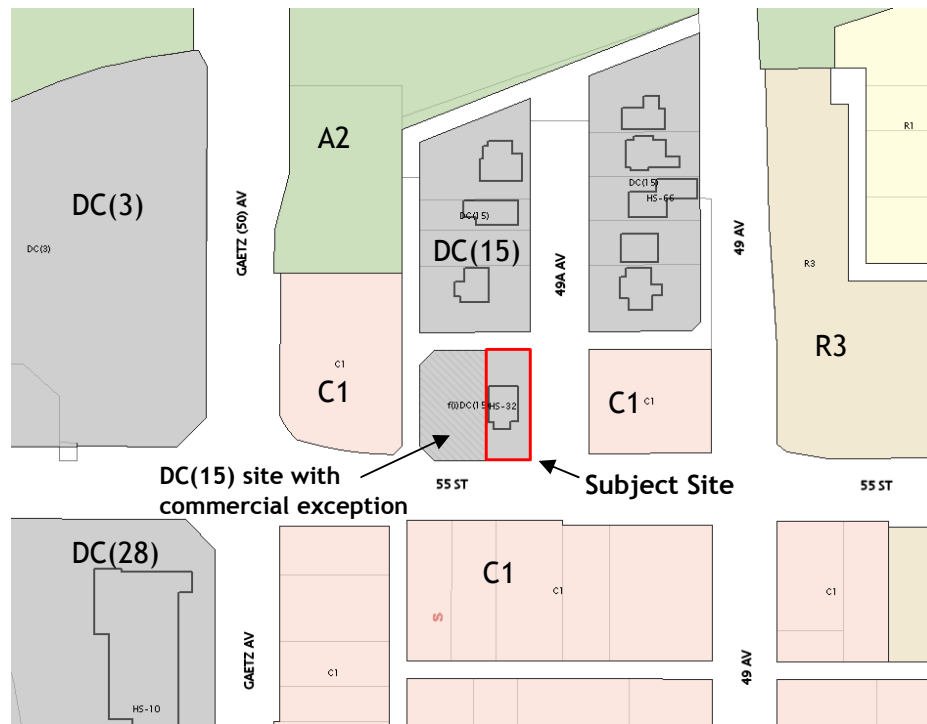 A2
R1
DC(3)
GAETZ (50) AV
DC(15)
HS-66
DC(15)
DC(15)
49A AV
49 AV
DC(3)
R3
R3
C1
C1
C1
C1
f(i)DC(15)
HS-32
DC(15) site with
commercial exception
55 ST
Subject Site
55 ST
DC(28)
C1
C1
C1
S
GAETZ AV
49 AV
C1
HS-10